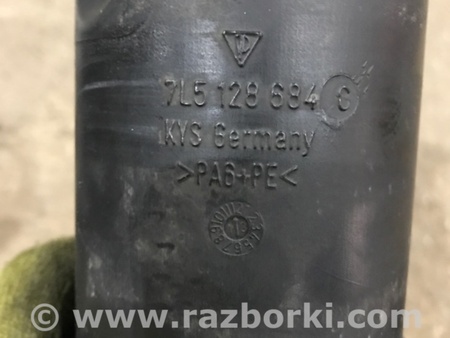 7L5 128 684 C
KYS Germany
>PA6+PE<
www.razborki.com